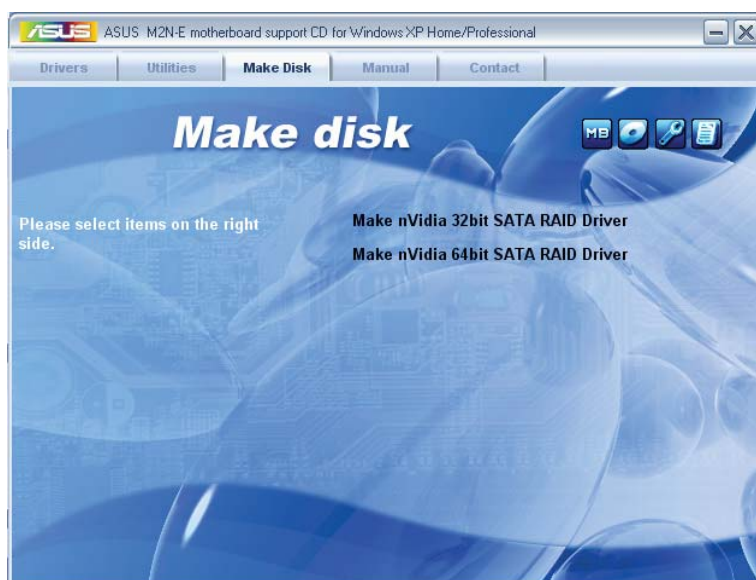 ASUS ASUS M2N-E motherboard support CD for Windows XP Home/Professional
Drivers Utilities Make Disk Manual Contact
Make disk
MB
Please select items on the right
side.
Make nVidia 32bit SATA RAID Driver
Make nVidia 64bit SATA RAID Driver